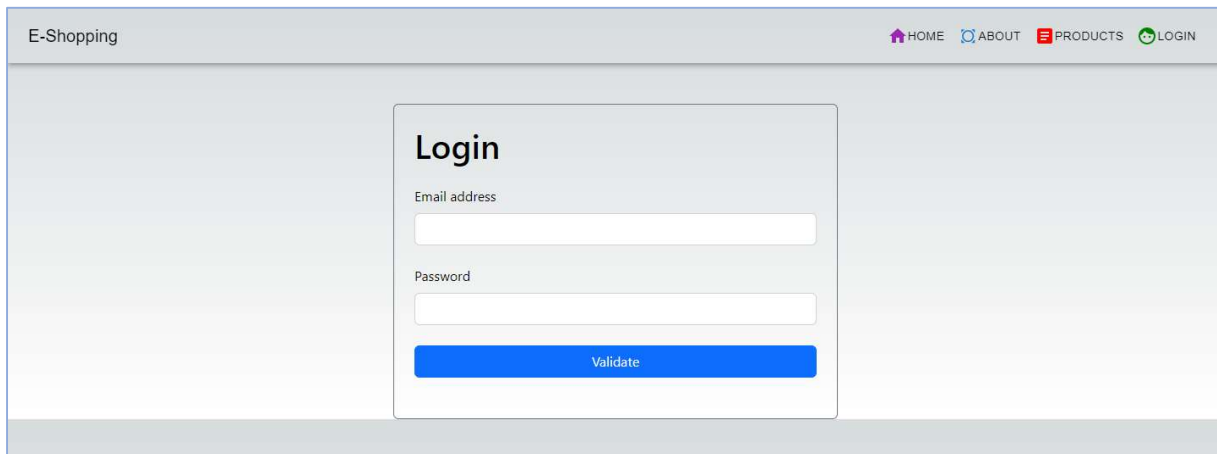 E-Shopping
HOME ABOUT PRODUCTS LOGIN
Login
Email address
Password
Validate